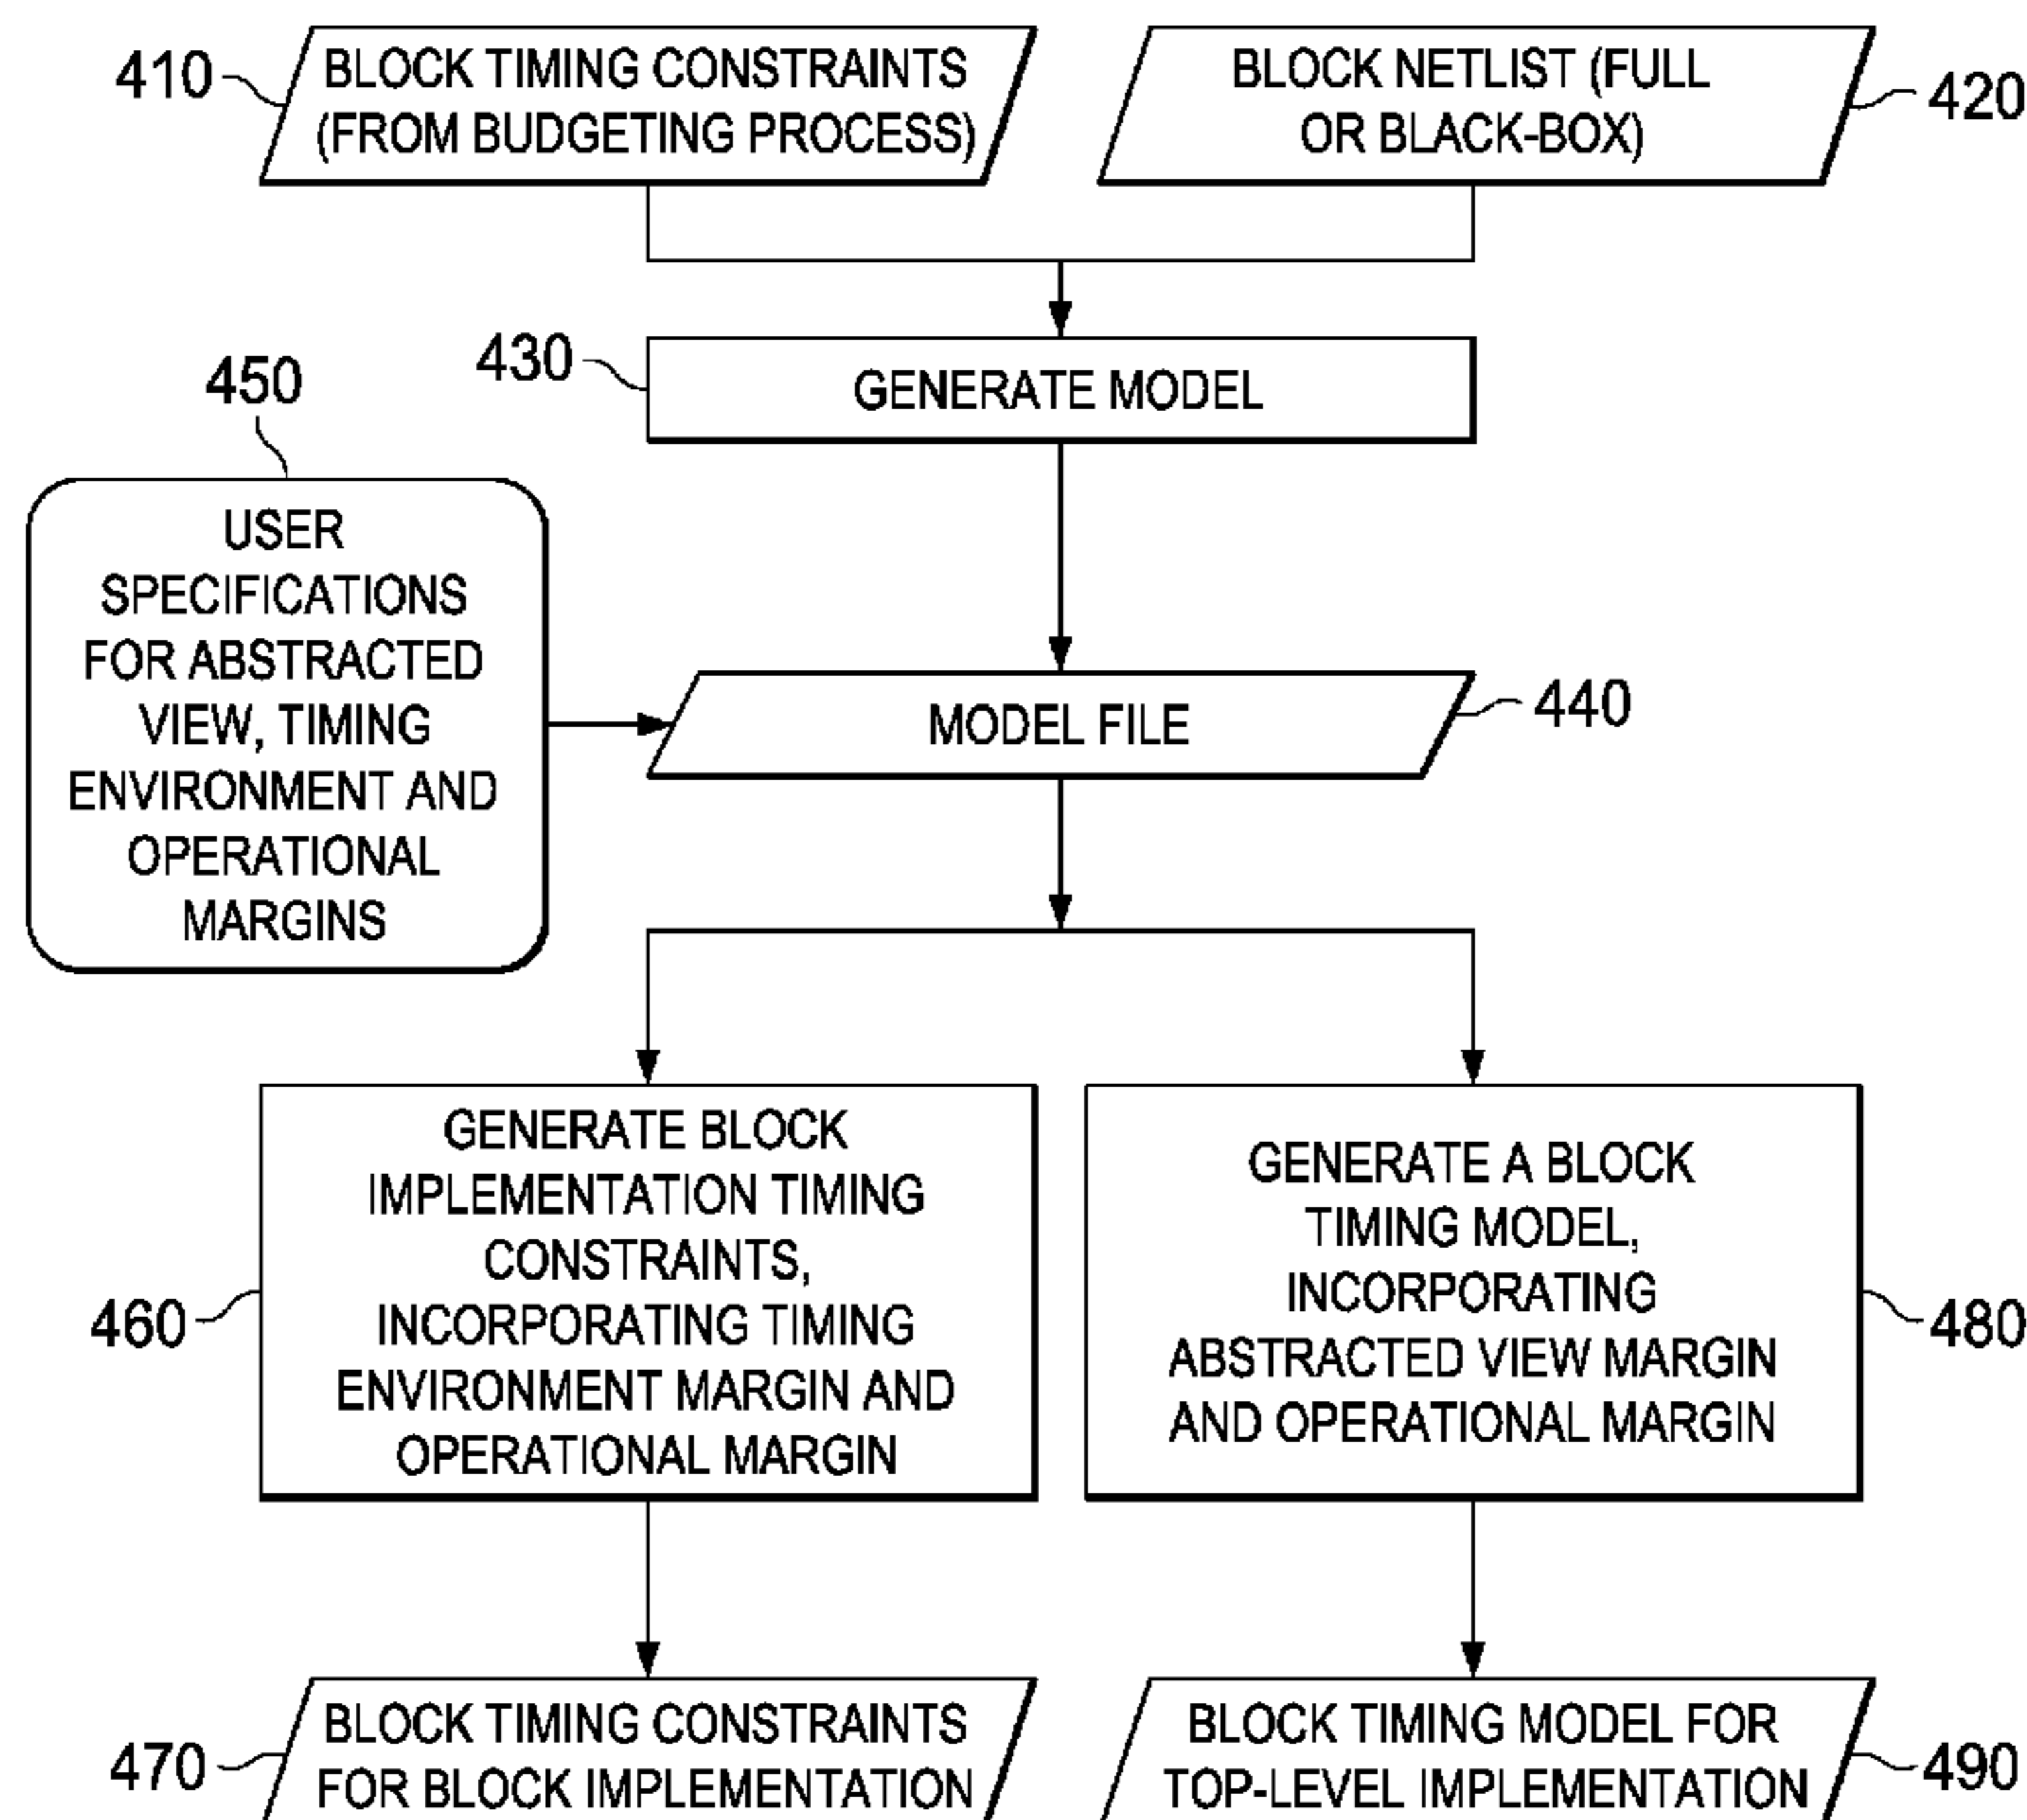 410
BLOCK TIMING CONSTRAINTS
(FROM BUDGETING PROCESS)
BLOCK NETLIST (FULL
OR BLACK-BOX)
420
430
GENERATE MODEL
450
USER
SPECIFICATIONS
FOR ABSTRACTED
VIEW, TIMING
ENVIRONMENT AND
OPERATIONAL
MARGINS
MODEL FILE
440
460
GENERATE BLOCK
IMPLEMENTATION TIMING
CONSTRAINTS,
INCORPORATING TIMING
ENVIRONMENT MARGIN AND
OPERATIONAL MARGIN
GENERATE A BLOCK
TIMING MODEL,
INCORPORATING
ABSTRACTED VIEW MARGIN
AND OPERATIONAL MARGIN
480
470
BLOCK TIMING CONSTRAINTS
FOR BLOCK IMPLEMENTATION
BLOCK TIMING MODEL FOR
TOP-LEVEL IMPLEMENTATION
490